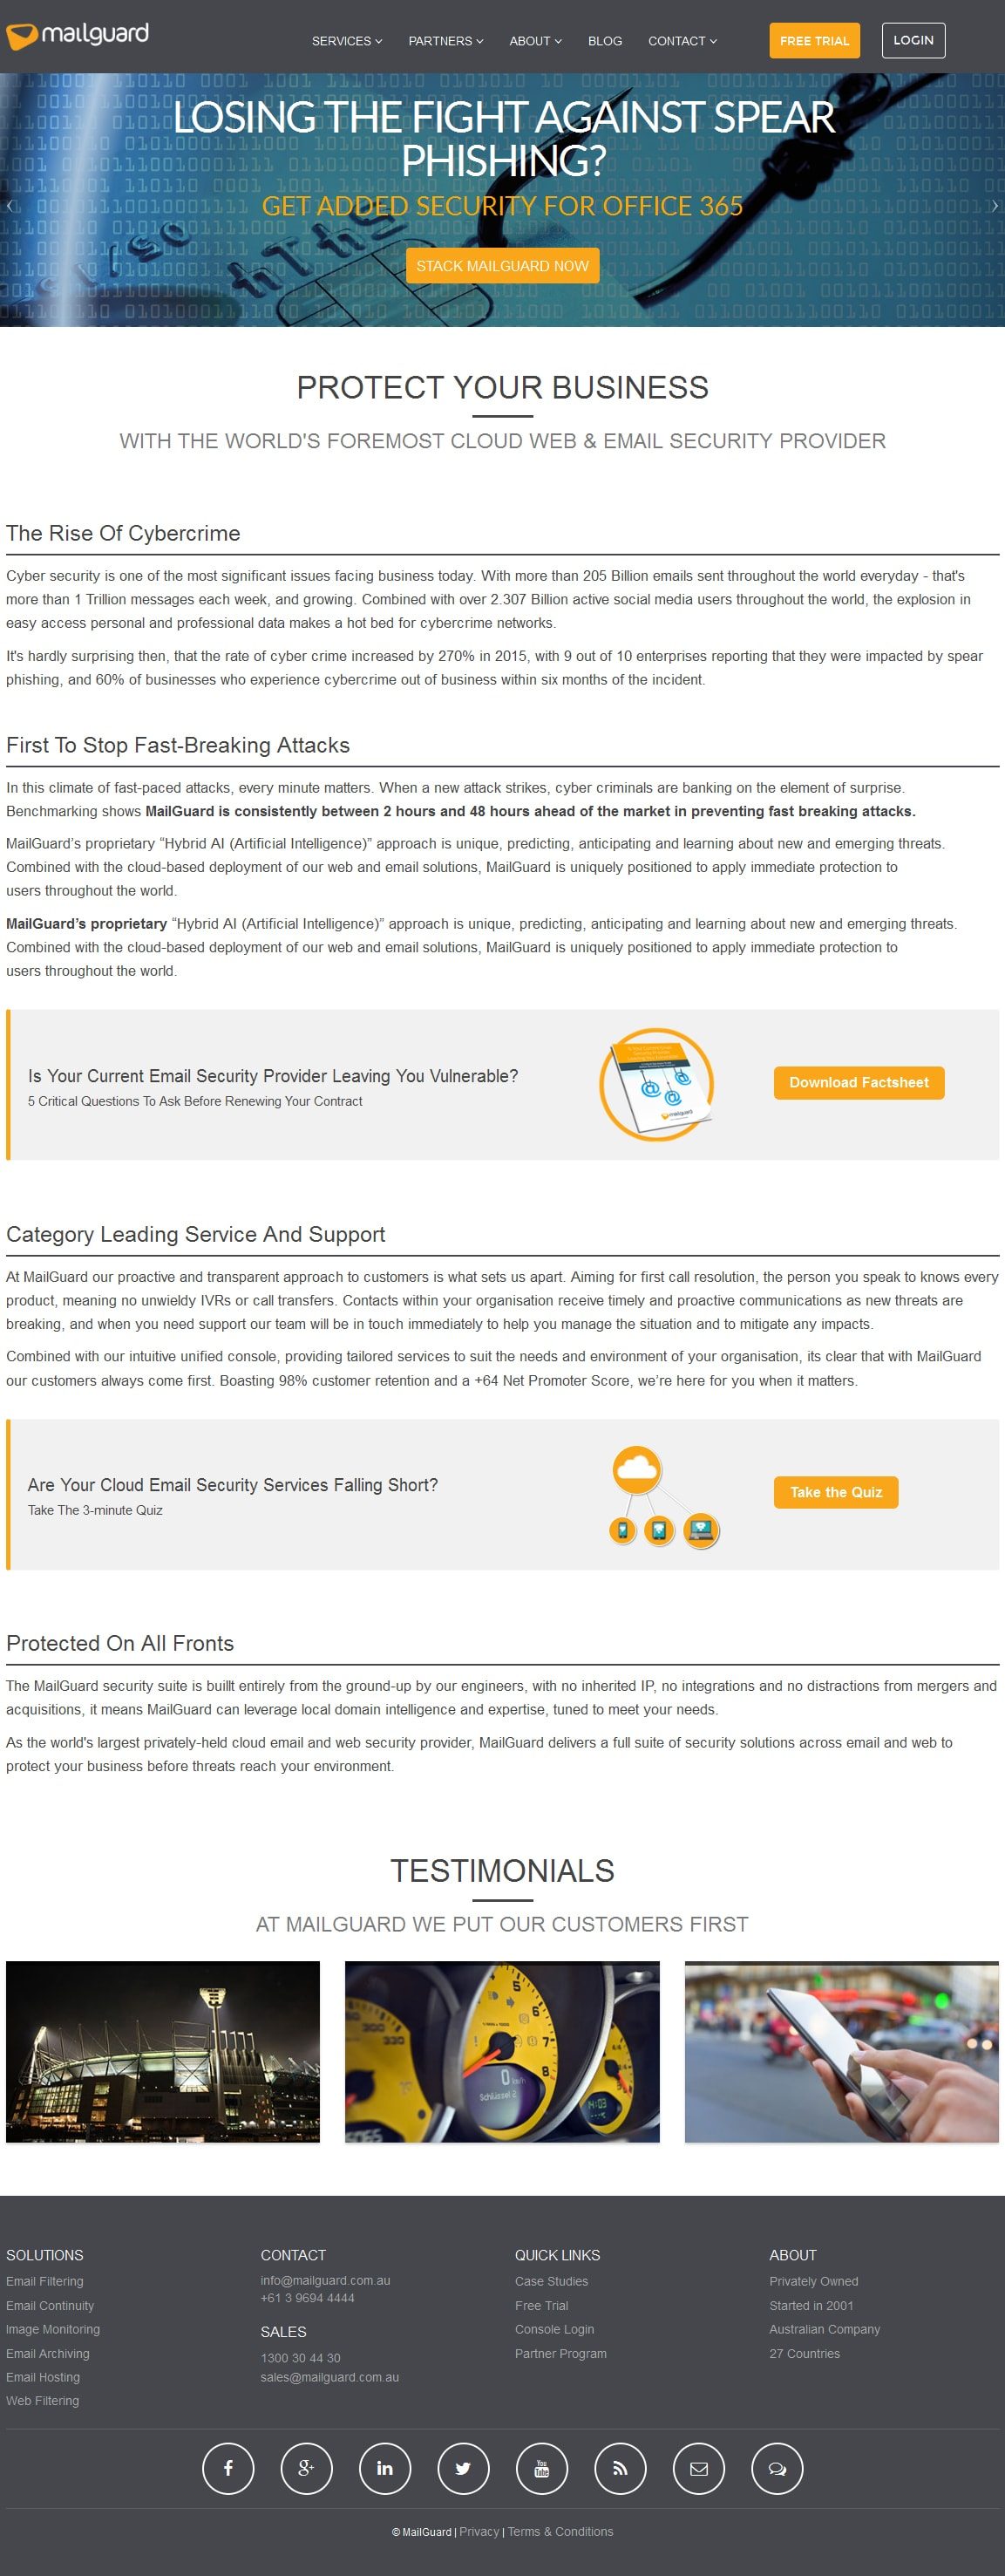 mailguard
SERVICES PARTNERS ABOUT BLOG CONTACT FREE TRIAL LOGIN
LOSING THE FIGHT AGAINST SPEAR
PHISHING?
GET ADDED SECURITY FOR OFFICE 365
STACK MAILGUARD NOW
PROTECT YOUR BUSINESS
WITH THE WORLD'S FOREMOST CLOUD WEB & EMAIL SECURITY PROVIDER
The Rise Of Cybercrime
Cyber security is one of the most significant issues facing business today. With more than 205 Billion emails sent throughout the world everyday - that's
more than 1 Trillion messages each week, and growing. Combined with over 2.307 Billion active social media users throughout the world, the explosion in
easy access personal and professional data makes a hot bed for cybercrime networks.
It's hardly surprising then, that the rate of cyber crime increased by 270% in 2015, with 9 out of 10 enterprises reporting that they were impacted by spear
phishing, and 60% of businesses who experience cybercrime out of business within six months of the incident.
First To Stop Fast-Breaking Attacks
In this climate of fast-paced attacks, every minute matters. When a new attack strikes, cyber criminals are banking on the element of surprise.
Benchmarking shows MailGuard is consistently between 2 hours and 48 hours ahead of the market in preventing fast breaking attacks.
MailGuard’s proprietary “Hybrid AI (Artificial Intelligence)” approach is unique, predicting, anticipating and learning about new and emerging threats.
Combined with the cloud-based deployment of our web and email solutions, MailGuard is uniquely positioned to apply immediate protection to
users throughout the world.
MailGuard’s proprietary “Hybrid AI (Artificial Intelligence)” approach is unique, predicting, anticipating and learning about new and emerging threats.
Combined with the cloud-based deployment of our web and email solutions, MailGuard is uniquely positioned to apply immediate protection to
users throughout the world.
Is Your Current Email Security Provider Leaving You Vulnerable?
5 Critical Questions To Ask Before Renewing Your Contract
mailguard
Download Factsheet
Category Leading Service And Support
At MailGuard our proactive and transparent approach to customers is what sets us apart. Aiming for first call resolution, the person you speak to knows every
product, meaning no unwieldy IVRs or call transfers. Contacts within your organisation receive timely and proactive communications as new threats are
breaking, and when you need support our team will be in touch immediately to help you manage the situation and to mitigate any impacts.
Combined with our intuitive unified console, providing tailored services to suit the needs and environment of your organisation, its clear that with MailGuard
our customers always come first. Boasting 98% customer retention and a +64 Net Promoter Score, we’re here for you when it matters.
Are Your Cloud Email Security Services Falling Short?
Take The 3-minute Quiz
Take the Quiz
Protected On All Fronts
The MailGuard security suite is builIt entirely from the ground-up by our engineers, with no inherited IP, no integrations and no distractions from mergers and
acquisitions, it means MailGuard can leverage local domain intelligence and expertise, tuned to meet your needs.
As the world's largest privately-held cloud email and web security provider, MailGuard delivers a full suite of security solutions across email and web to
protect your business before threats reach your environment.
TESTIMONIALS
AT MAILGUARD WE PUT OUR CUSTOMERS FIRST
5
6
7
8
300
330
0 km/h
Schlüssel 2
14:03
SOLUTIONS
Email Filtering
Email Continuity
Image Monitoring
Email Archiving
Email Hosting
Web Filtering
CONTACT
info@mailguard.com.au
+61 3 9694 4444
SALES
1300 30 44 30
sales@mailguard.com.au
QUICK LINKS
Case Studies
Free Trial
Console Login
Partner Program
ABOUT
Privately Owned
Started in 2001
Australian Company
27 Countries
You Tube
© MailGuard | Privacy | Terms & Conditions